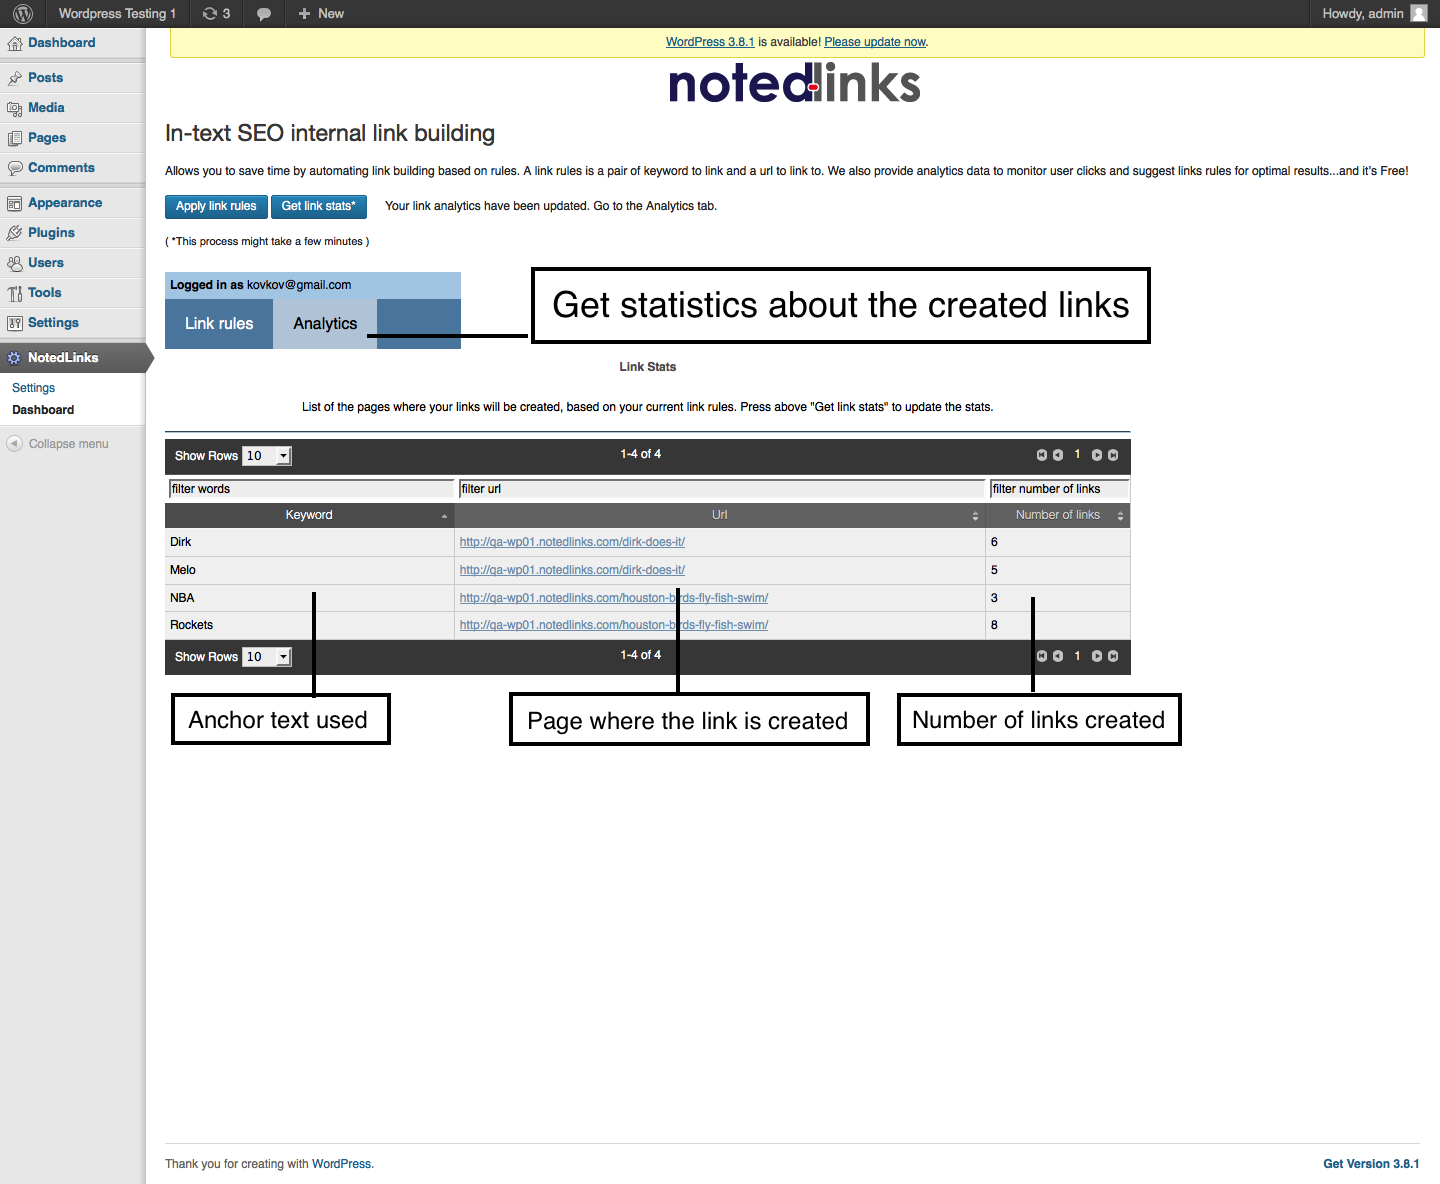 Wordpress Testing 1 3 New Howdy, admin
WordPress 3.8.1 is available! Please update now.
Dashboard
Posts
Media
Pages
Comments
Appearance
Plugins
Users
Tools
Settings
NotedLinks
Settings
Dashboard
Collapse menu
notedlinks
In-text SEO internal link building
Allows you to save time by automating link building based on rules. A link rules is a pair of keyword to link and a url to link to. We also provide analytics data to monitor user clicks and suggest links rules for optimal results...and it's Free!
Apply link rules Get link stats* Your link analytics have been updated. Go to the Analytics tab.
( *This process might take a few minutes )
Logged in as kovkov@gmail.com
Link rules Analytics
Get statistics about the created links
Link Stats
List of the pages where your links will be created, based on your current link rules. Press above "Get link stats" to update the stats.
Show Rows 10 1-4 of 4 1
filter words filter url filter number of links
Keyword Url Number of links
Dirk http://qa-wp01.notedlinks.com/dirk-does-it/ 6
Melo http://qa-wp01.notedlinks.com/dirk-does-it/ 5
NBA http://qa-wp01.notedlinks.com/houston-birds-fly-fish-swim/ 3
Rockets http://qa-wp01.notedlinks.com/houston-birds-fly-fish-swim/ 8
Show Rows 10 1-4 of 4 1
Anchor text used
Page where the link is created
Number of links created
Thank you for creating with WordPress. Get Version 3.8.1